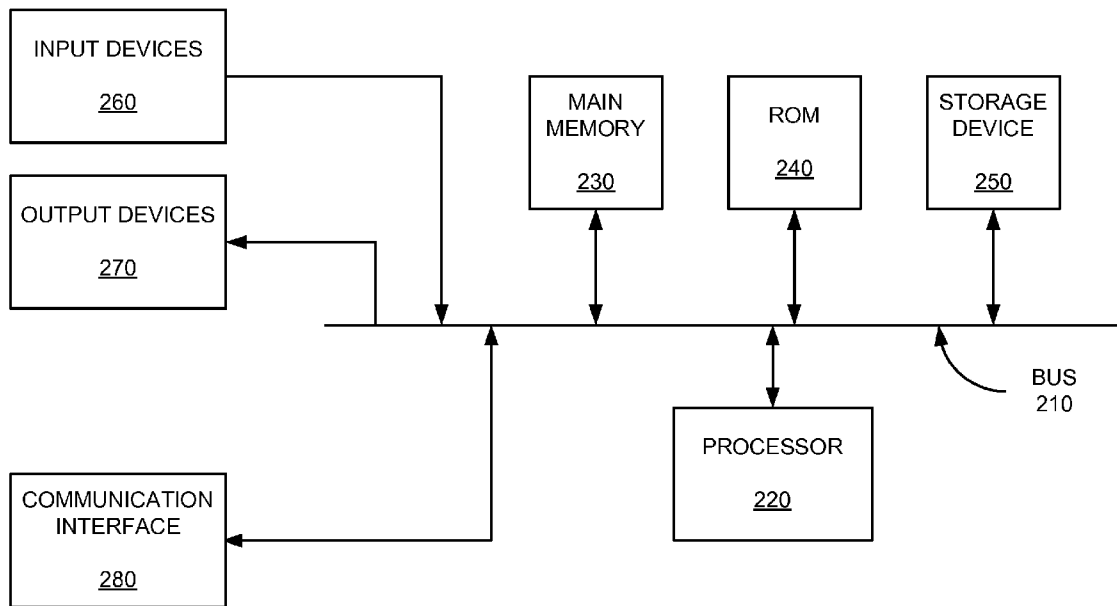 INPUT DEVICES
260
OUTPUT DEVICES
270
MAIN
MEMORY
230
ROM
240
STORAGE
DEVICE
250
BUS
210
PROCESSOR
220
COMMUNICATION
INTERFACE
280